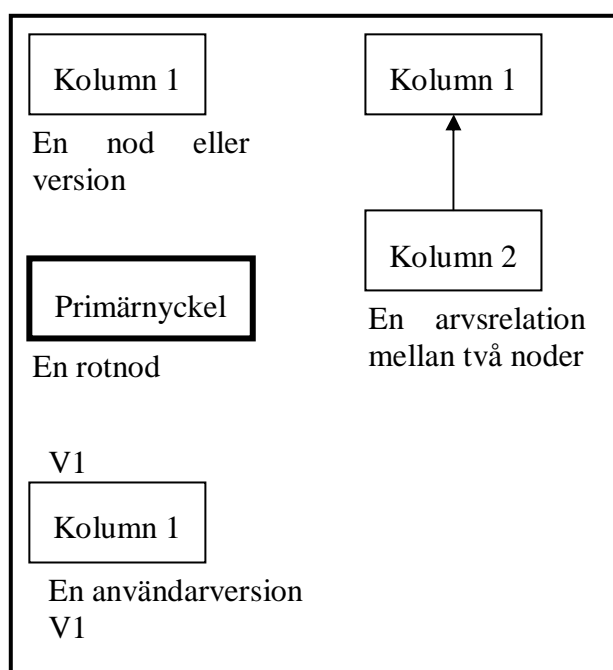 Kolumn 1
En nod eller
version
Primärnyckel
En rotnod
V1
Kolumn 1
En användarversion
V1
Kolumn 1
Kolumn 2
En arvsrelation
mellan två noder